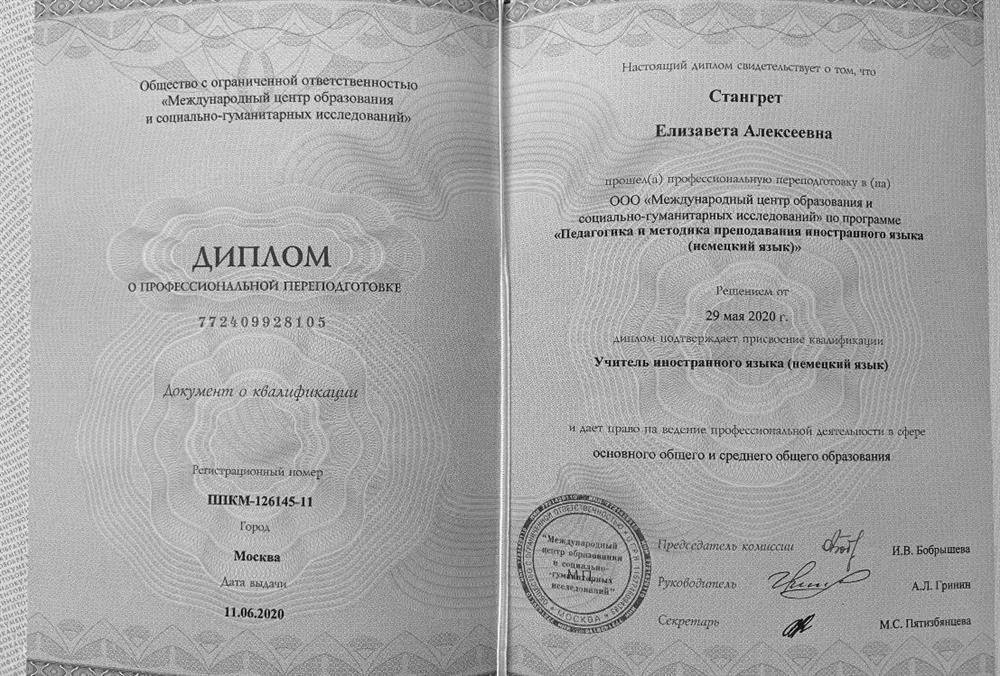 Общество с ограниченной ответственностью
«Международный центр образования
и социально-гуманитарных исследований»
ДИПЛОМ
О ПРОФЕССИОНАЛЬНОЙ ПЕРЕПОДГОТОВКЕ
772409928105
Документ о квалификации
Регистрационный номер
ППКМ-126145-11
Город
Москва
Дата выдачи
11.06.2020
Настоящий диплом свидетельствует о том, что
Стангрет
Елизавета Алексеевна
прошел(а) профессиональную переподготовку в (на)
ООО «Международный центр образования и
социально-гуманитарных исследований» по программе
«Педагогика и методика преподавания иностранного языка
(немецкий язык)»
Решением от
29 мая 2020 г.
диплом подтверждает присвоение квалификации
Учитель иностранного языка (немецкий язык)
и дает право на ведение профессиональной деятельности в сфере
основного общего и среднего общего образования
Председатель комиссии
И.В. Бобрышева
Руководитель
А.Л. Гринин
Секретарь
М.С. Пятизбянцева
М.П.
"Международный
центр образования
и социально-
гуманитарных
исследований"
МОСКВА